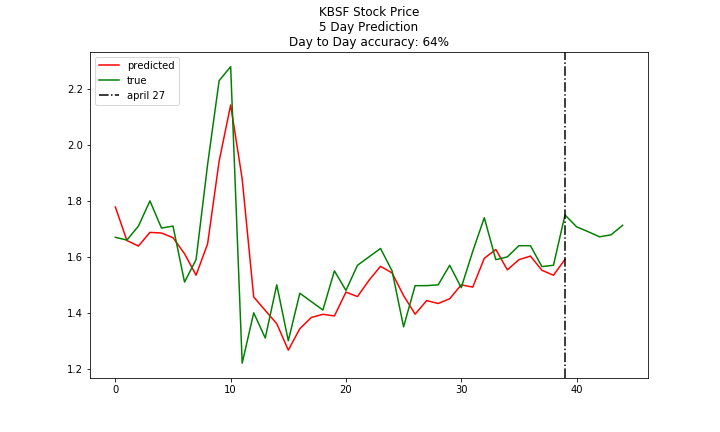 KBSF Stock Price
5 Day Prediction
Day to Day accuracy: 64%
predicted
true
april 27
2.2
2.0
1.8
1.6
1.4
1.2
0 10 20 30 40